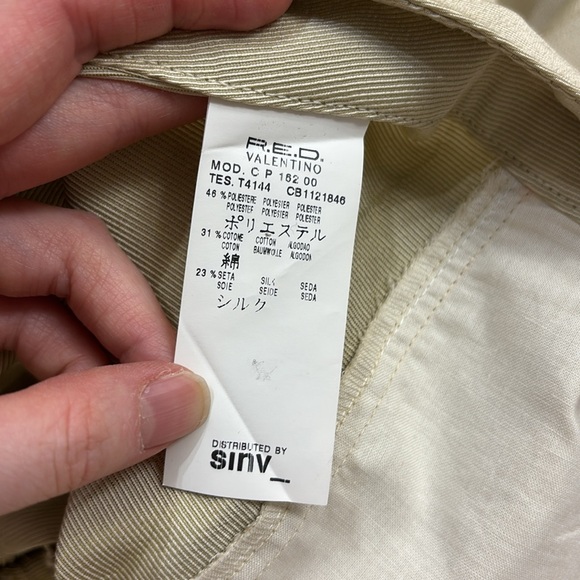 R.E.D.
VALENTINO
MOD. C P 162 00
TES. T4144 CB1121846
46 % POLIESTERE POLYESTER POLYESTER
POLYESTER POLIESTER POLIESTER
ポリエステル
31 % COTONE COTTON ALGODAO
COTON BAUMWOLLE ALGODON
綿
23 % SETA SILK SEDA
SOIE SEIDE SEDA
シルク
DISTRIBUTED BY
sinv_